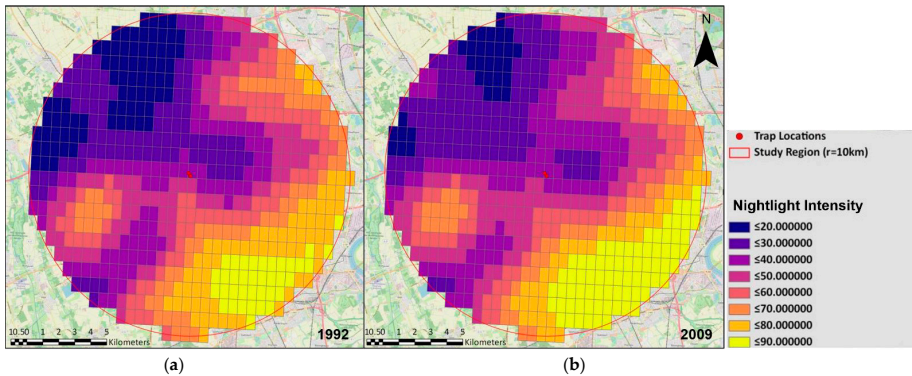 N
1992
10.50 1 2 3 4 5
Kilometers
2009
10.50 1 2 3 4 5
Kilometers
Trap Locations
Study Region (r=10km)
Nightlight Intensity
≤20.000000
≤30.000000
≤40.000000
≤50.000000
≤60.000000
≤70.000000
≤80.000000
≤90.000000
(a)
(b)